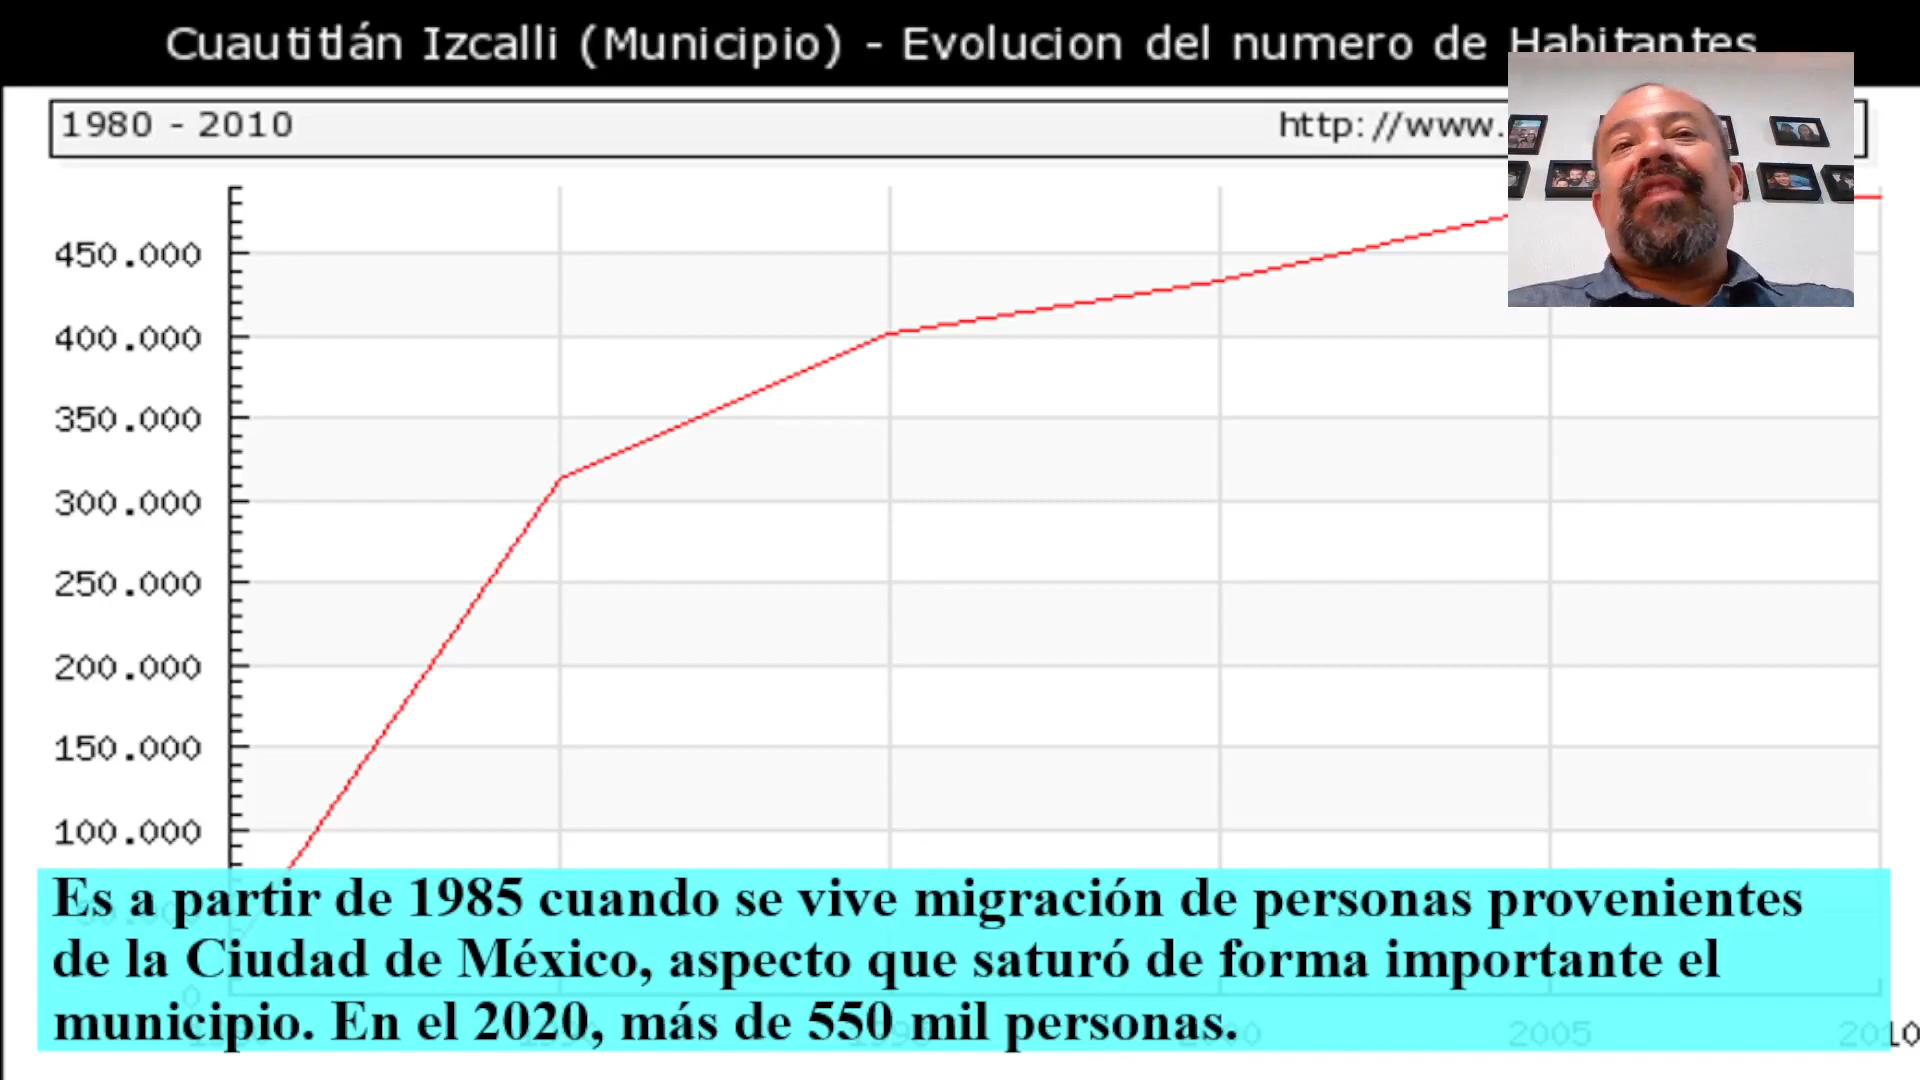 Cuautitlán Izcalli (Municipio) - Evolucion del numero de Habitantes
1980 - 2010 http://www.
450.000
400.000
350.000
300.000
250.000
200.000
150.000
100.000
Es a partir de 1985 cuando se vive migración de personas provenientes
de la Ciudad de México, aspecto que saturó de forma importante el
municipio. En el 2020, más de 550 mil personas.
0
2005 2010